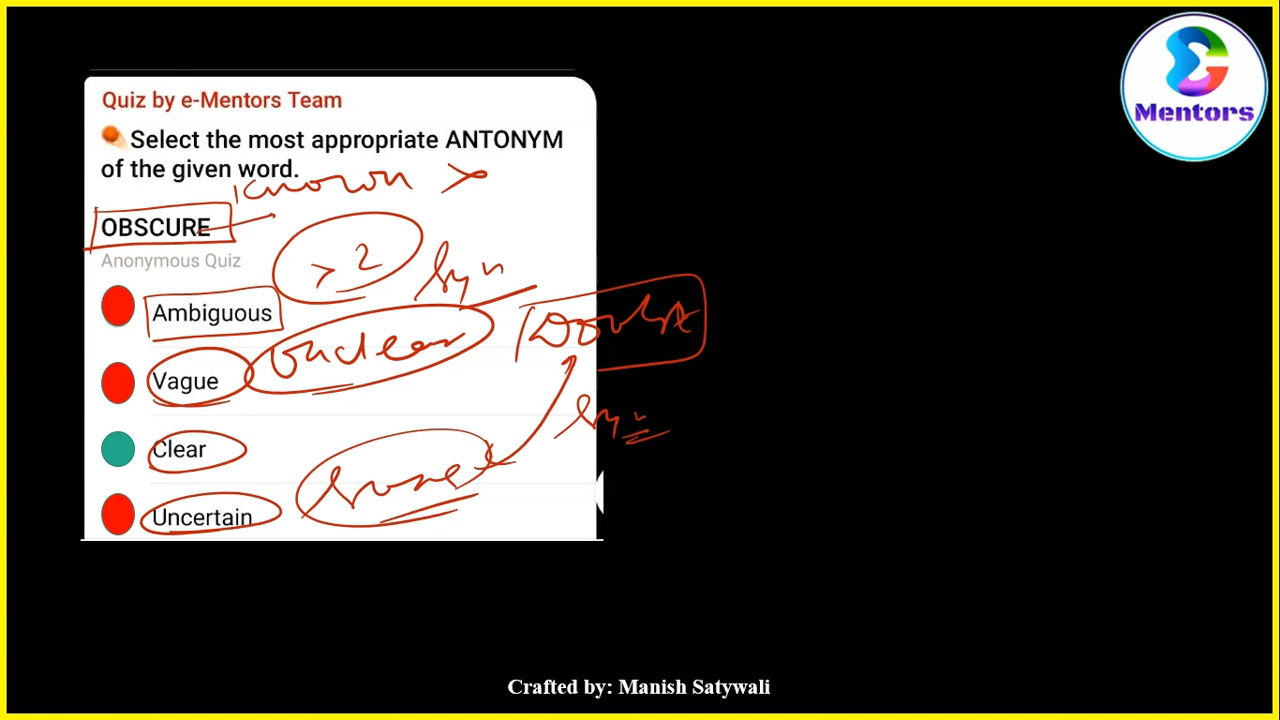 Mentors
Quiz by e-Mentors Team
Select the most appropriate ANTONYM
of the given word.
Known
OBSCURE
Anonymous Quiz
> 2
Syn
Ambiguous
Doubt
Unclear
Vague
Syn
Clear
Uncertain
Crafted by: Manish Satywali